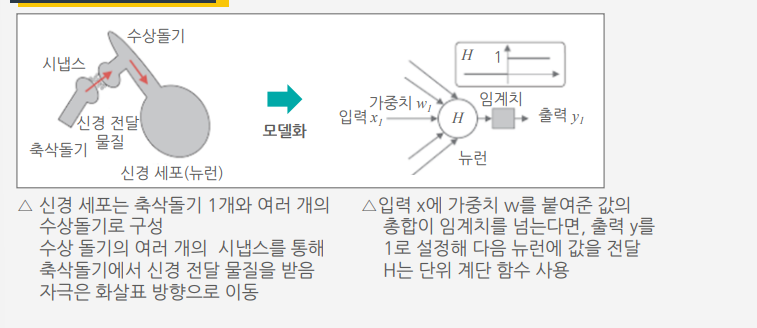 수상돌기
시냅스
신경 전달
물질
축삭돌기
신경 세포(뉴런)
모델화
H 1
가중치 w₁
임계치
입력 x₁
H
출력 y₁
뉴런
△ 신경 세포는 축삭돌기 1개와 여러 개의
수상돌기로 구성
수상 돌기의 여러 개의 시냅스를 통해
축삭돌기에서 신경 전달 물질을 받음
자극은 화살표 방향으로 이동
△입력 x에 가중치 w를 붙여준 값의
총합이 임계치를 넘는다면, 출력 y를
1로 설정해 다음 뉴런에 값을 전달
H는 단위 계단 함수 사용